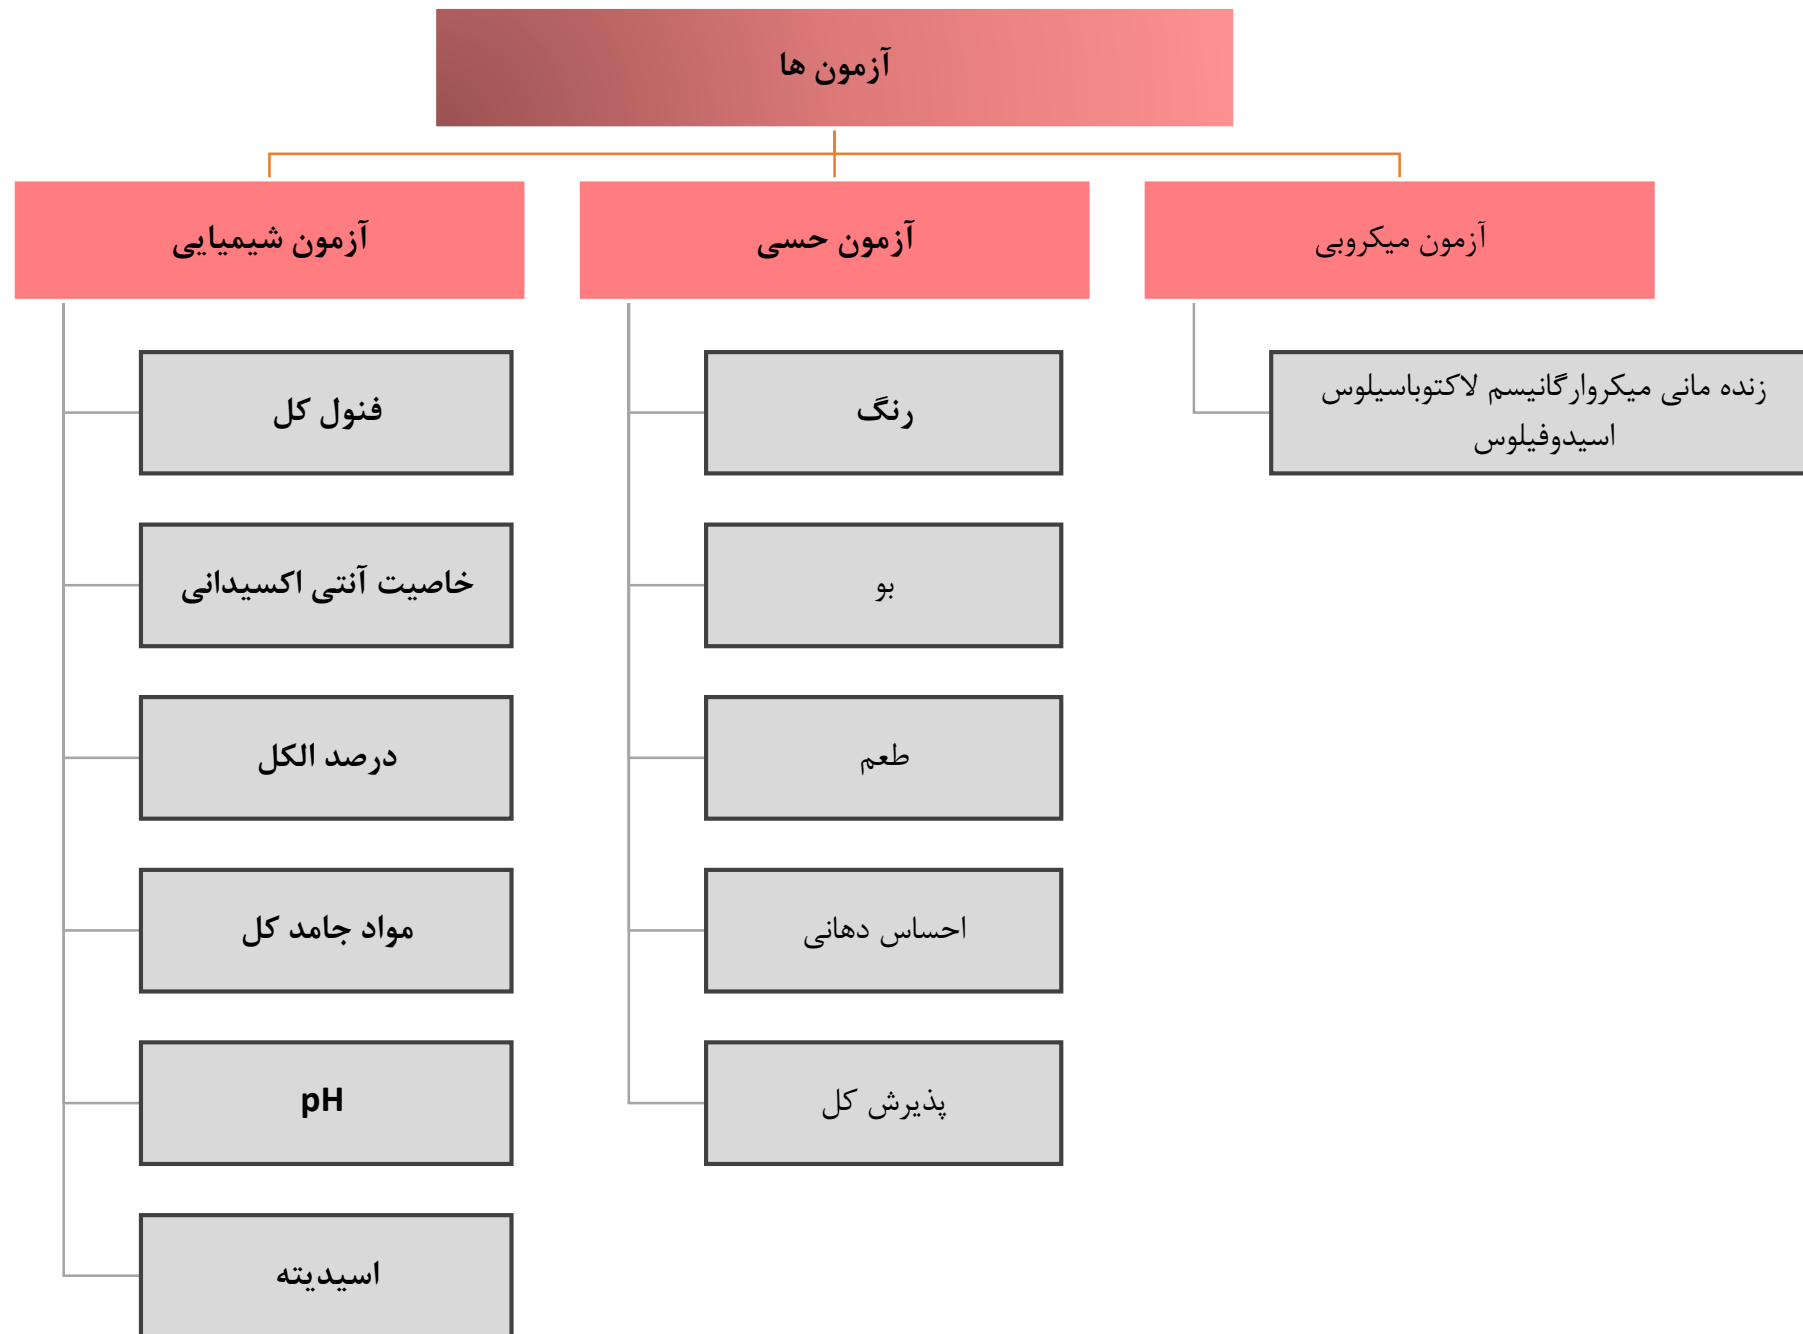 آزمون ها
آزمون شیمیایی
فنول کل
خاصیت آنتی اکسیدانی
درصد الکل
مواد جامد کل
pH
اسیدیته
آزمون حسی
رنگ
بو
طعم
احساس دهانی
پذیرش کل
آزمون میکروبی
زنده مانی میکروارگانیسم لاکتوباسیلوس
اسیدوفیلوس